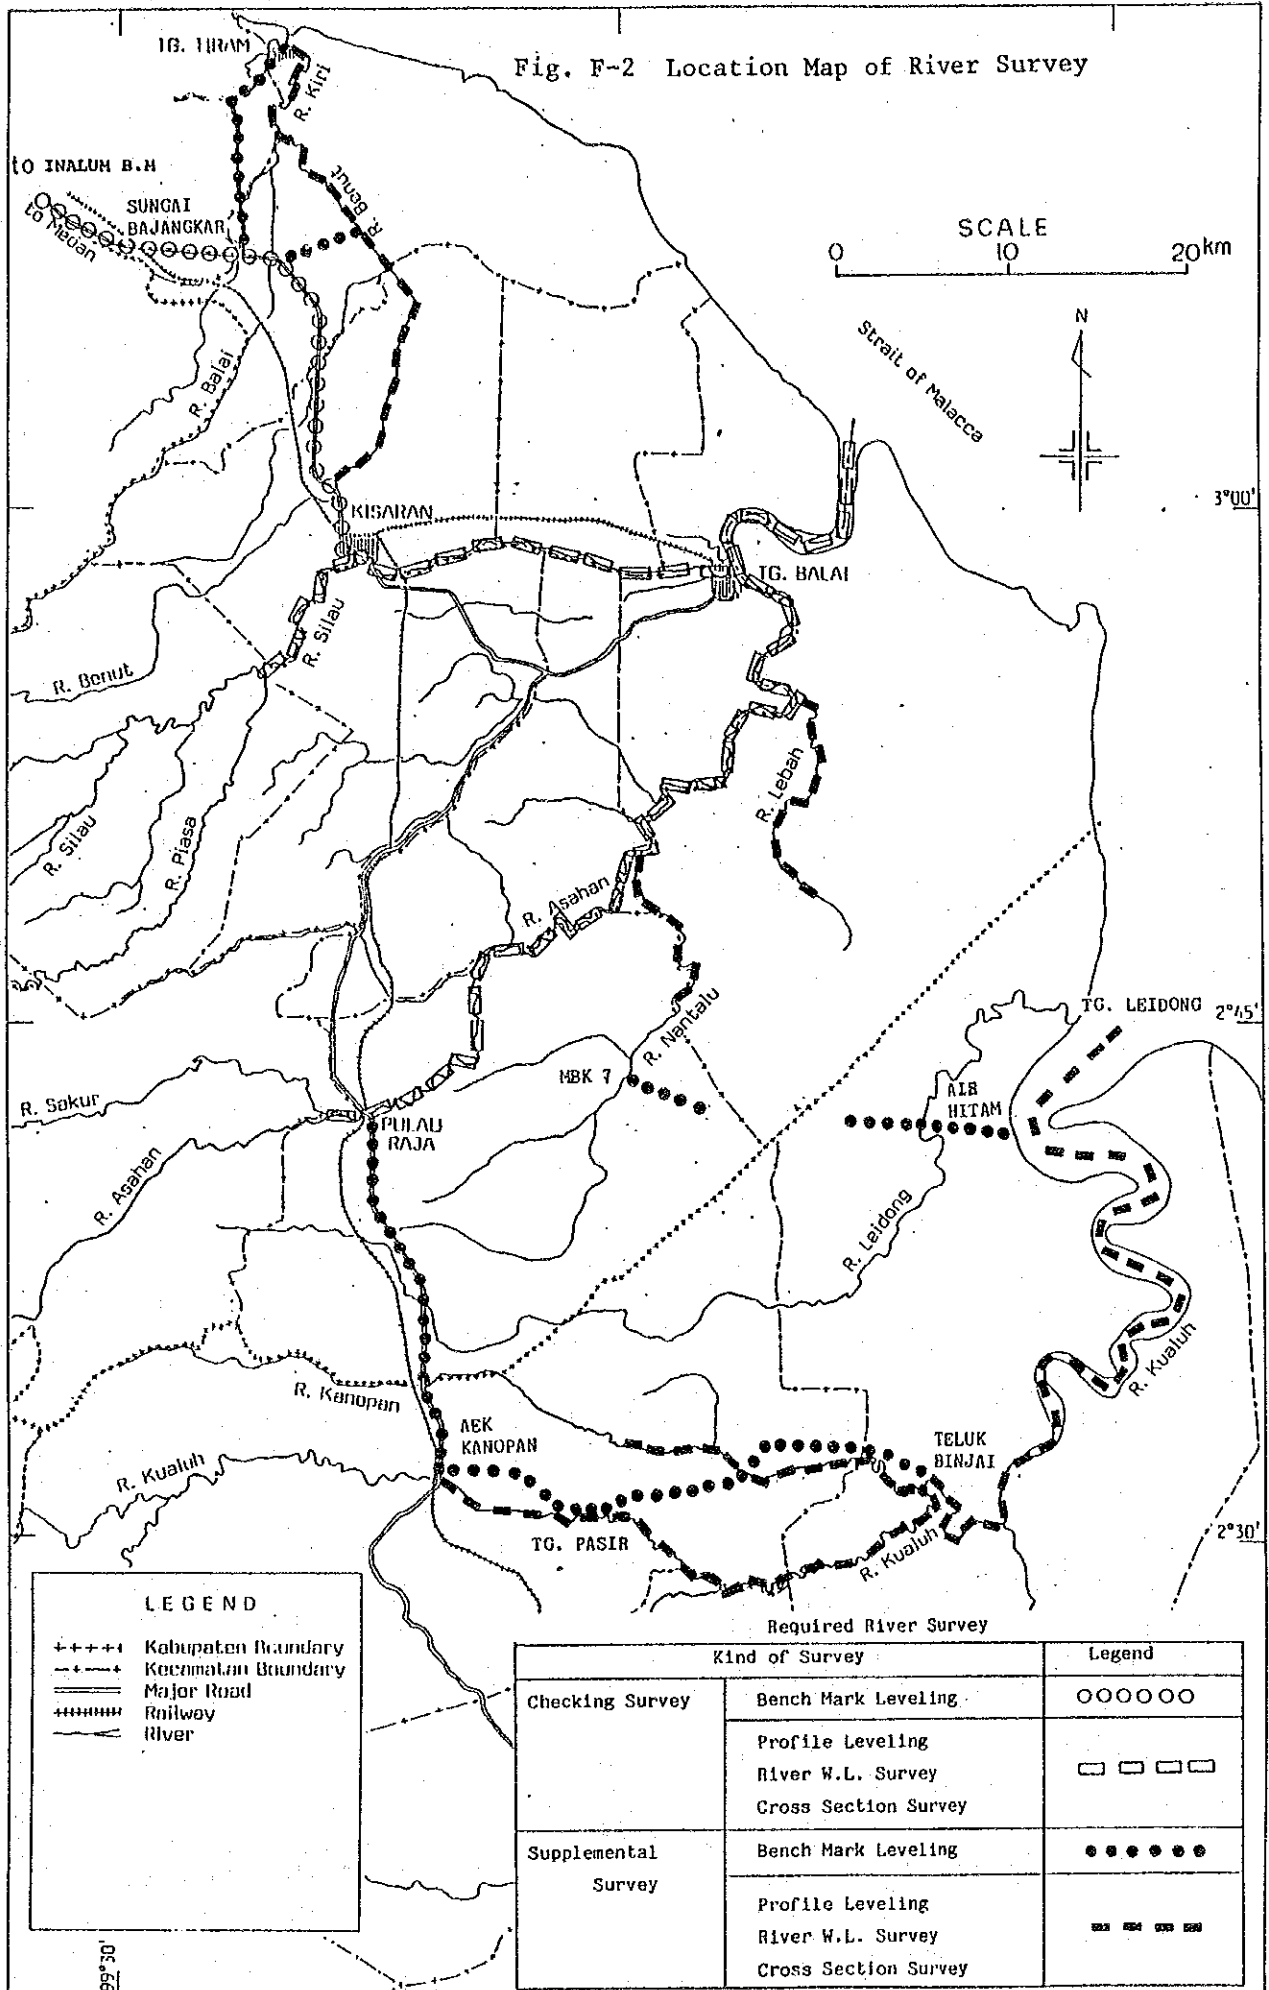 Fig. F-2 Location Map of River Survey
TG. TIRAM
R. Kiri
to INALUM B.M
SUNGAI
BAJANGKAR
to Medan
R. Benut
SCALE
0 10 20km
N
Strait of Malacca
R. Balai
3°00'
KISARAN
TG. BALAI
R. Silau
R. Benut
R. Lebah
R. Silau
R. Piasa
R. Asahan
R. Nantalu
TG. LEIDONG
2°45'
MBK 7
AIR
HITAM
R. Sakur
PULAU
RAJA
R. Asahan
R. Leidong
R. Kualuh
R. Kanopan
AEK
KANOPAN
TELUK
BINJAI
R. Kualuh
TG. PASIR
R. Kualuh
2°30'
LEGEND
Kabupaten Boundary
Kecamatan Boundary
Major Road
Railway
River
Required River Survey
Kind of Survey Legend
Checking Survey Bench Mark Leveling
Profile Leveling
River W.L. Survey
Cross Section Survey
Supplemental Bench Mark Leveling
Survey
Profile Leveling
River W.L. Survey
Cross Section Survey
99°30'